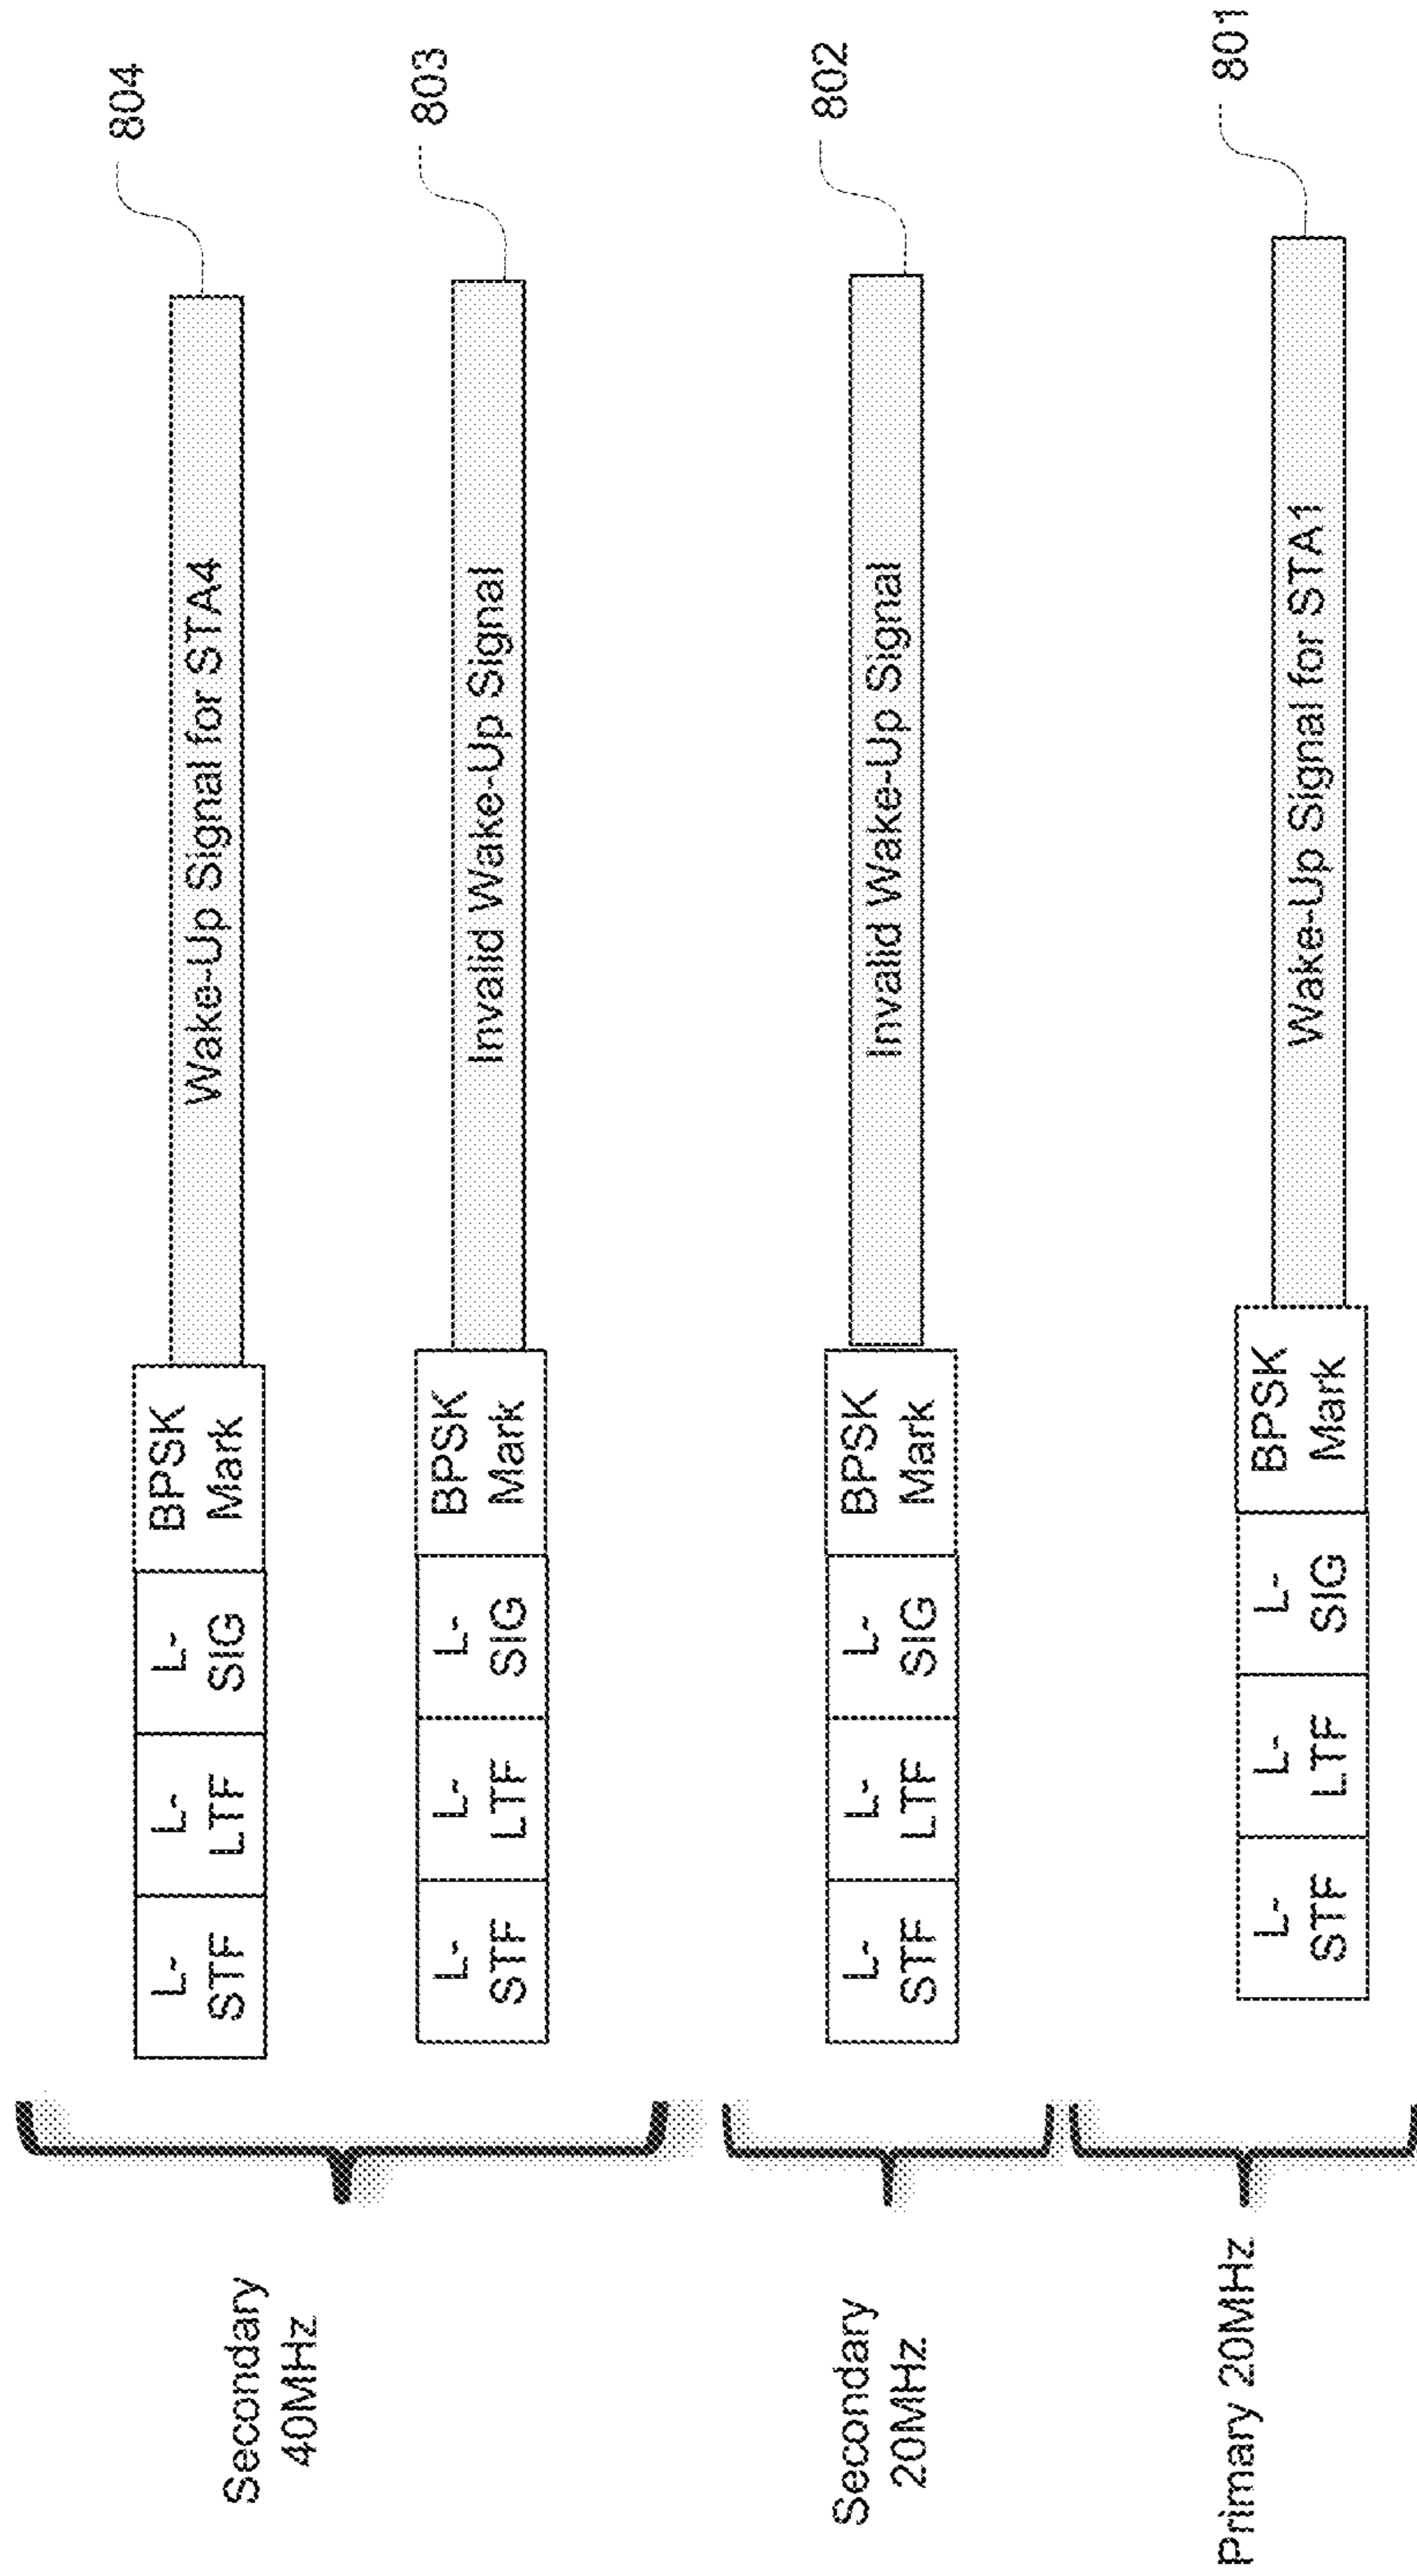 Secondary
40MHz
L-
STF
L-
LTF
L-
SIG
BPSK
Mark
Wake-Up Signal for STA4
804
L-
STF
L-
LTF
L-
SIG
BPSK
Mark
Invalid Wake-Up Signal
803
Secondary
20MHz
L-
STF
L-
LTF
L-
SIG
BPSK
Mark
Invalid Wake-Up Signal
802
Primary 20MHz
L-
STF
L-
LTF
L-
SIG
BPSK
Mark
Wake-Up Signal for STA1
801